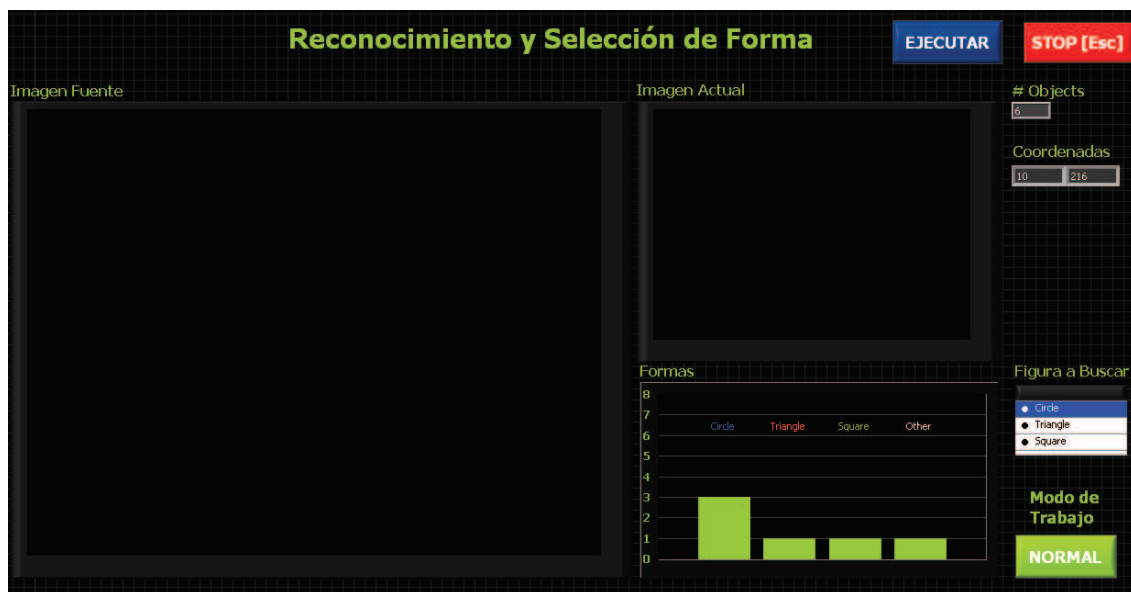 Reconocimiento y Selección de Forma
EJECUTAR
STOP [Esc]
Imagen Fuente
Imagen Actual
# Objects
6
Coordenadas
10 216
Formas
8
7
6
5
4
3
2
1
0
Circle Triangle Square Other
Figura a Buscar
Circle
Triangle
Square
Modo de
Trabajo
NORMAL